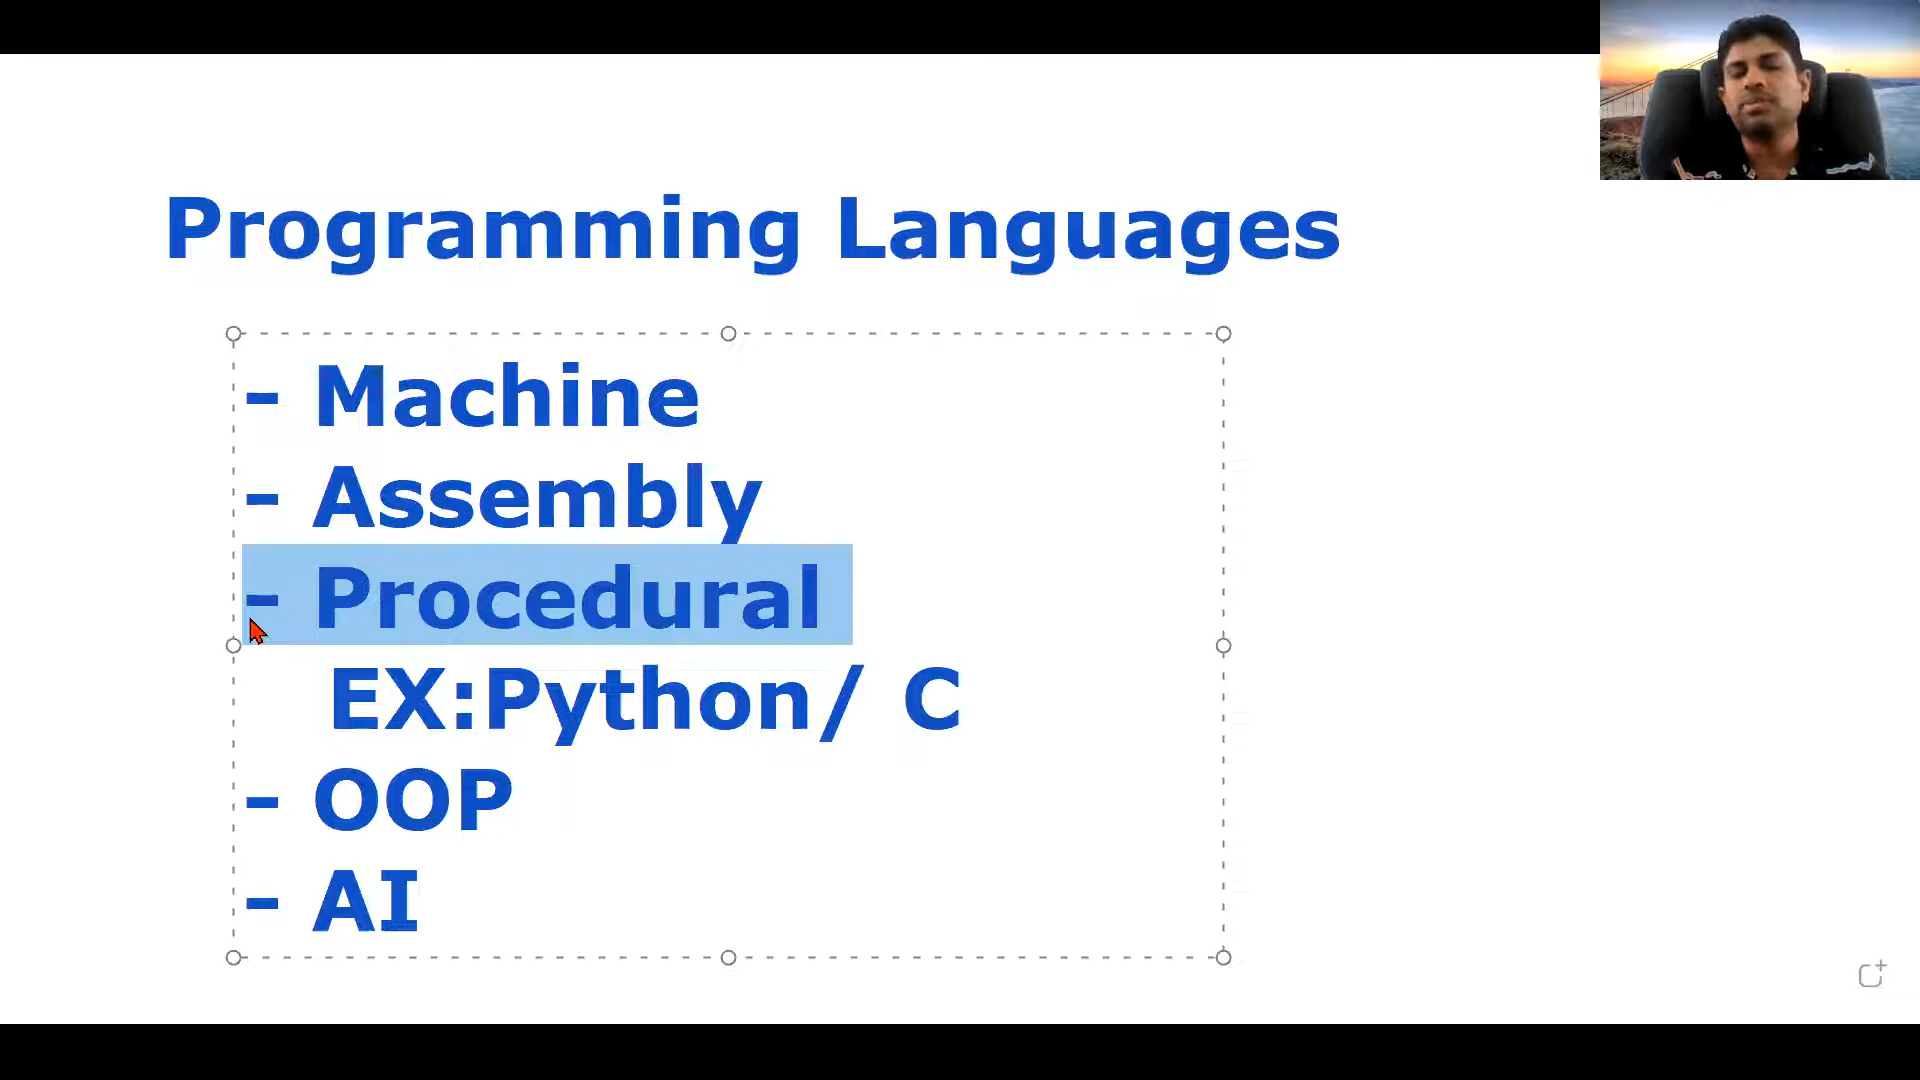 Programming Languages
- Machine
- Assembly
- Procedural
EX:Python/ C
- OOP
- AI